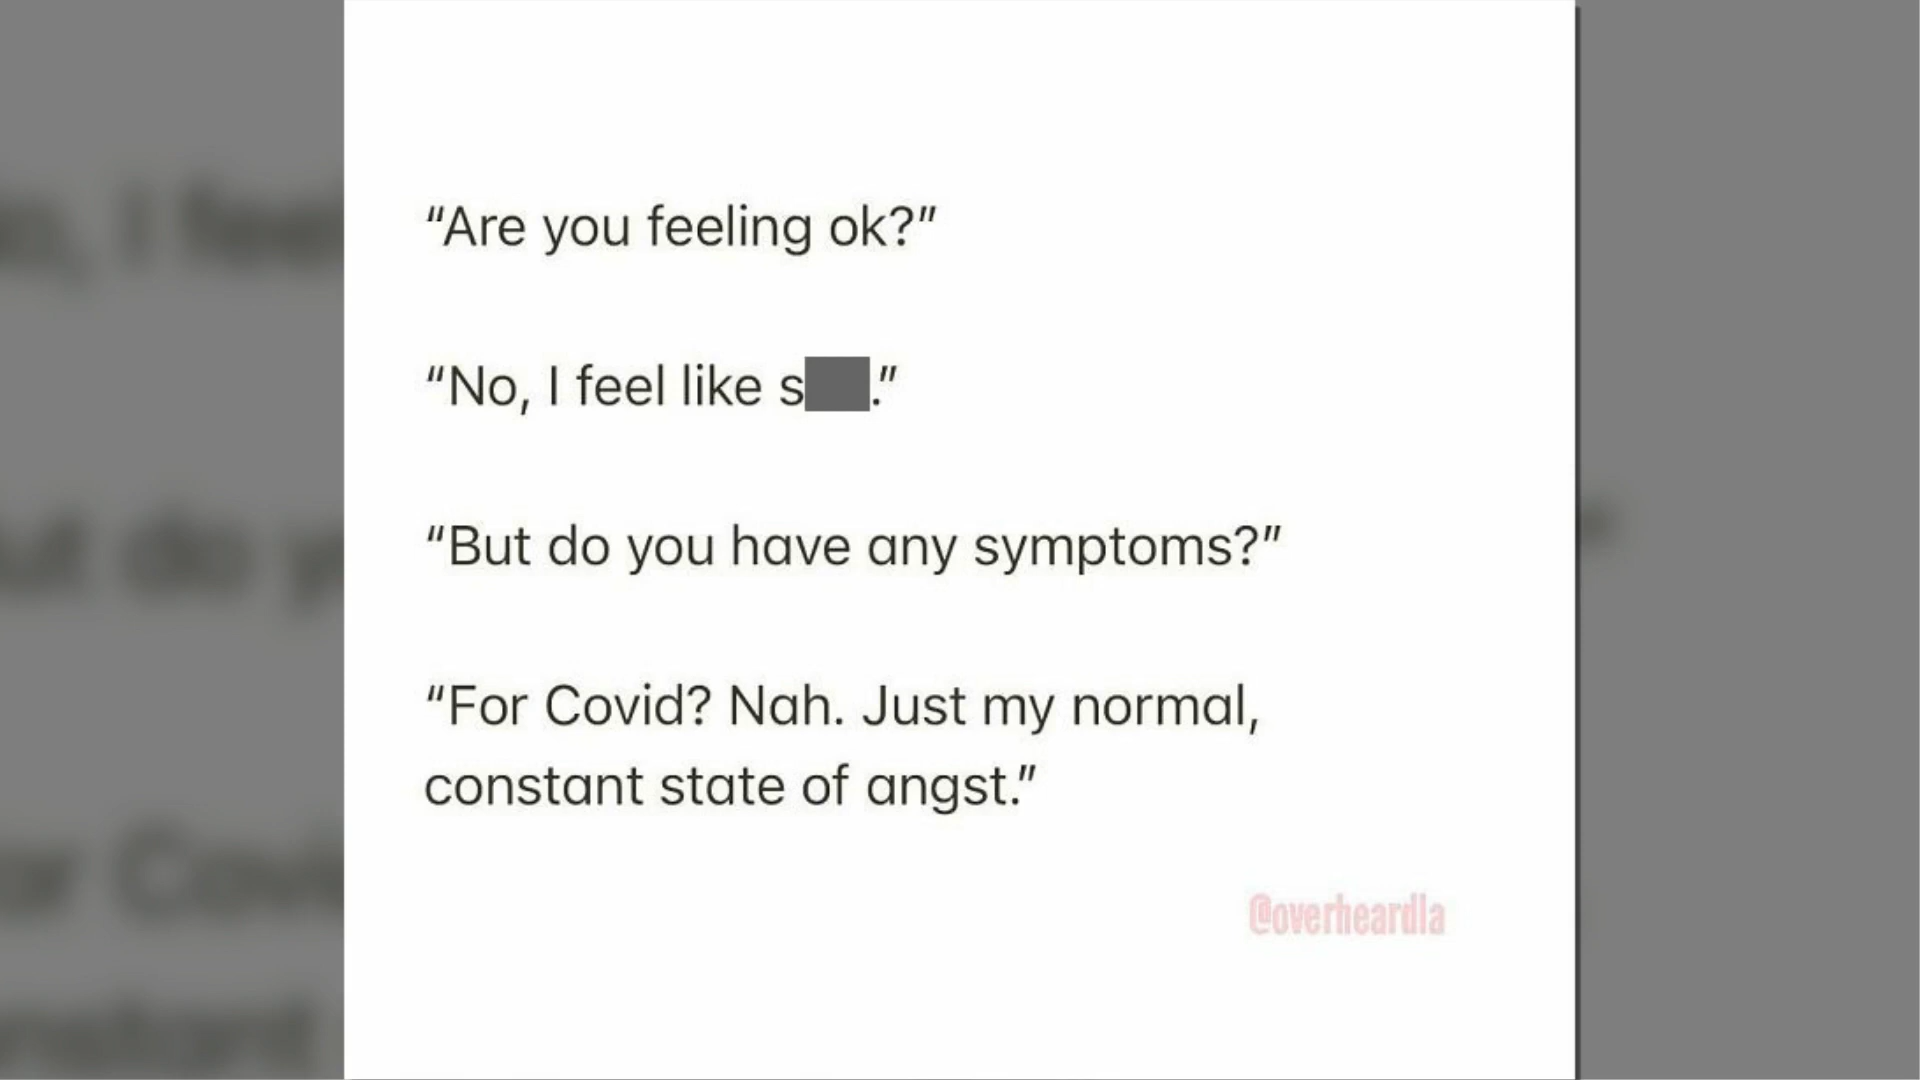 “Are you feeling ok?”
“No, I feel like s.”
“But do you have any symptoms?”
“For Covid? Nah. Just my normal,
constant state of angst.”
@overheardla